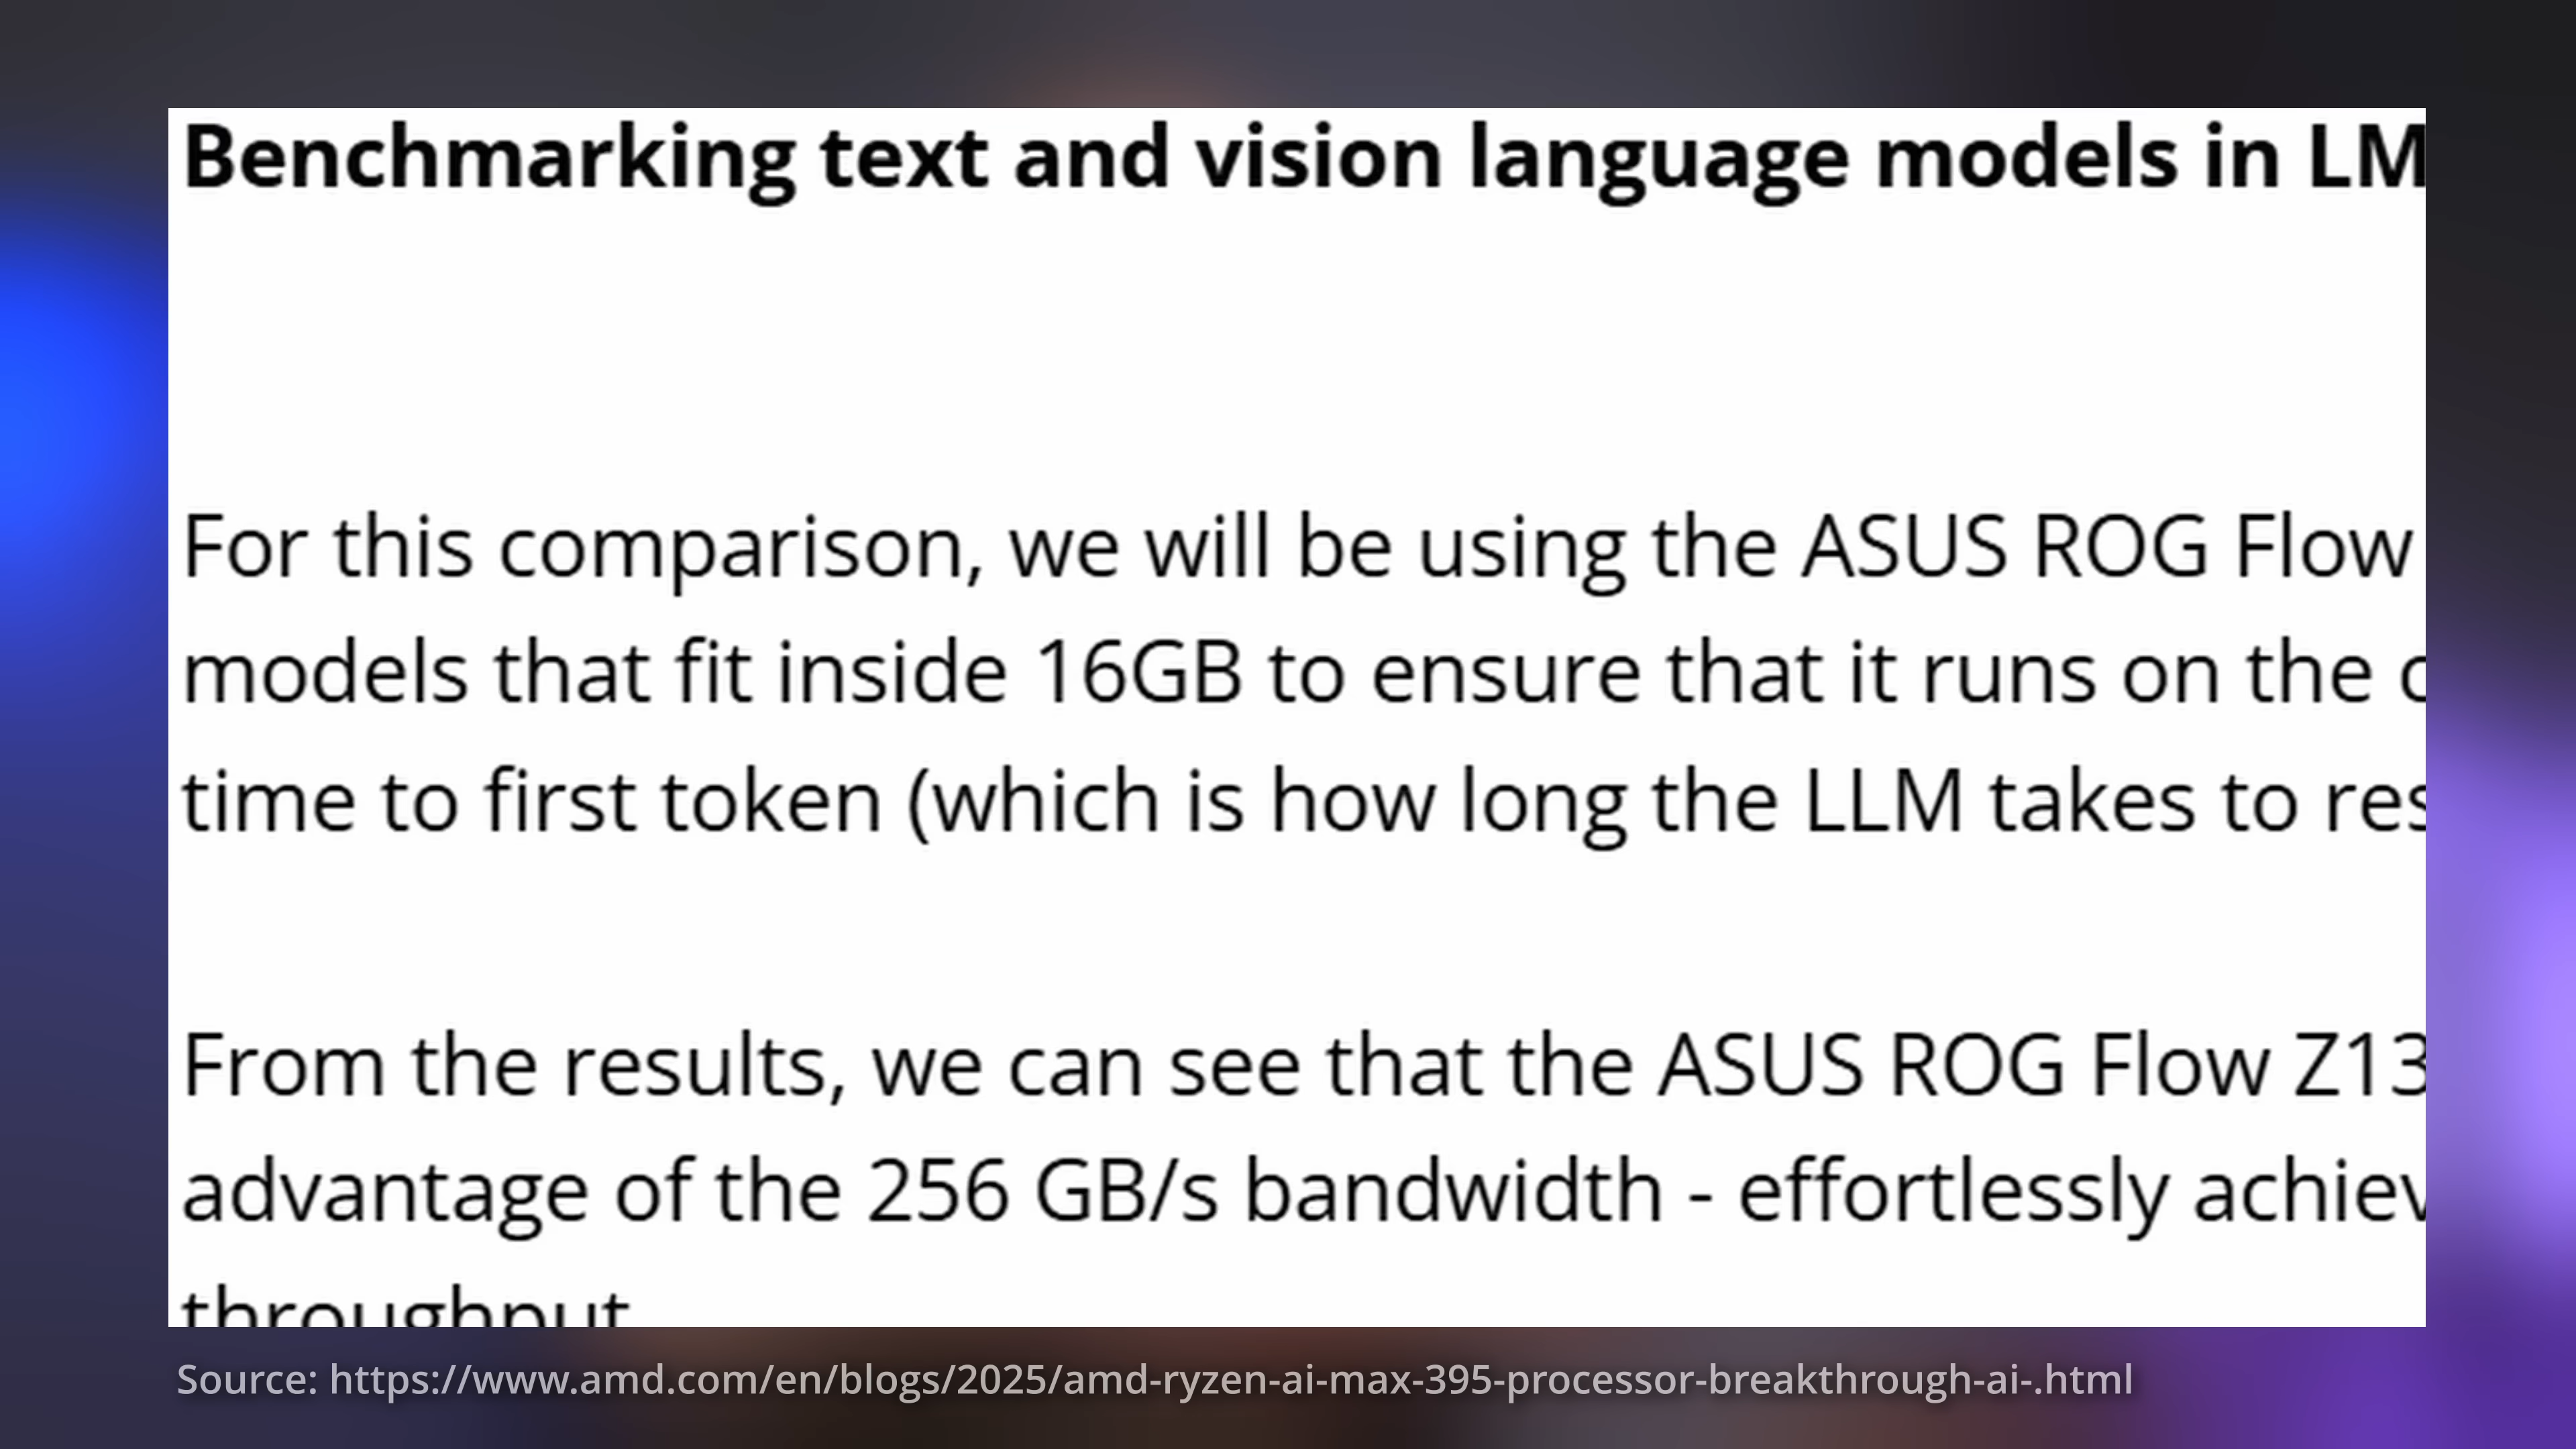 Benchmarking text and vision language models in LM
For this comparison, we will be using the ASUS ROG Flow
models that fit inside 16GB to ensure that it runs on the
time to first token (which is how long the LLM takes to res
From the results, we can see that the ASUS ROG Flow Z13
advantage of the 256 GB/s bandwidth - effortlessly achiev
throughput
Source: https://www.amd.com/en/blogs/2025/amd-ryzen-ai-max-395-processor-breakthrough-ai-.html